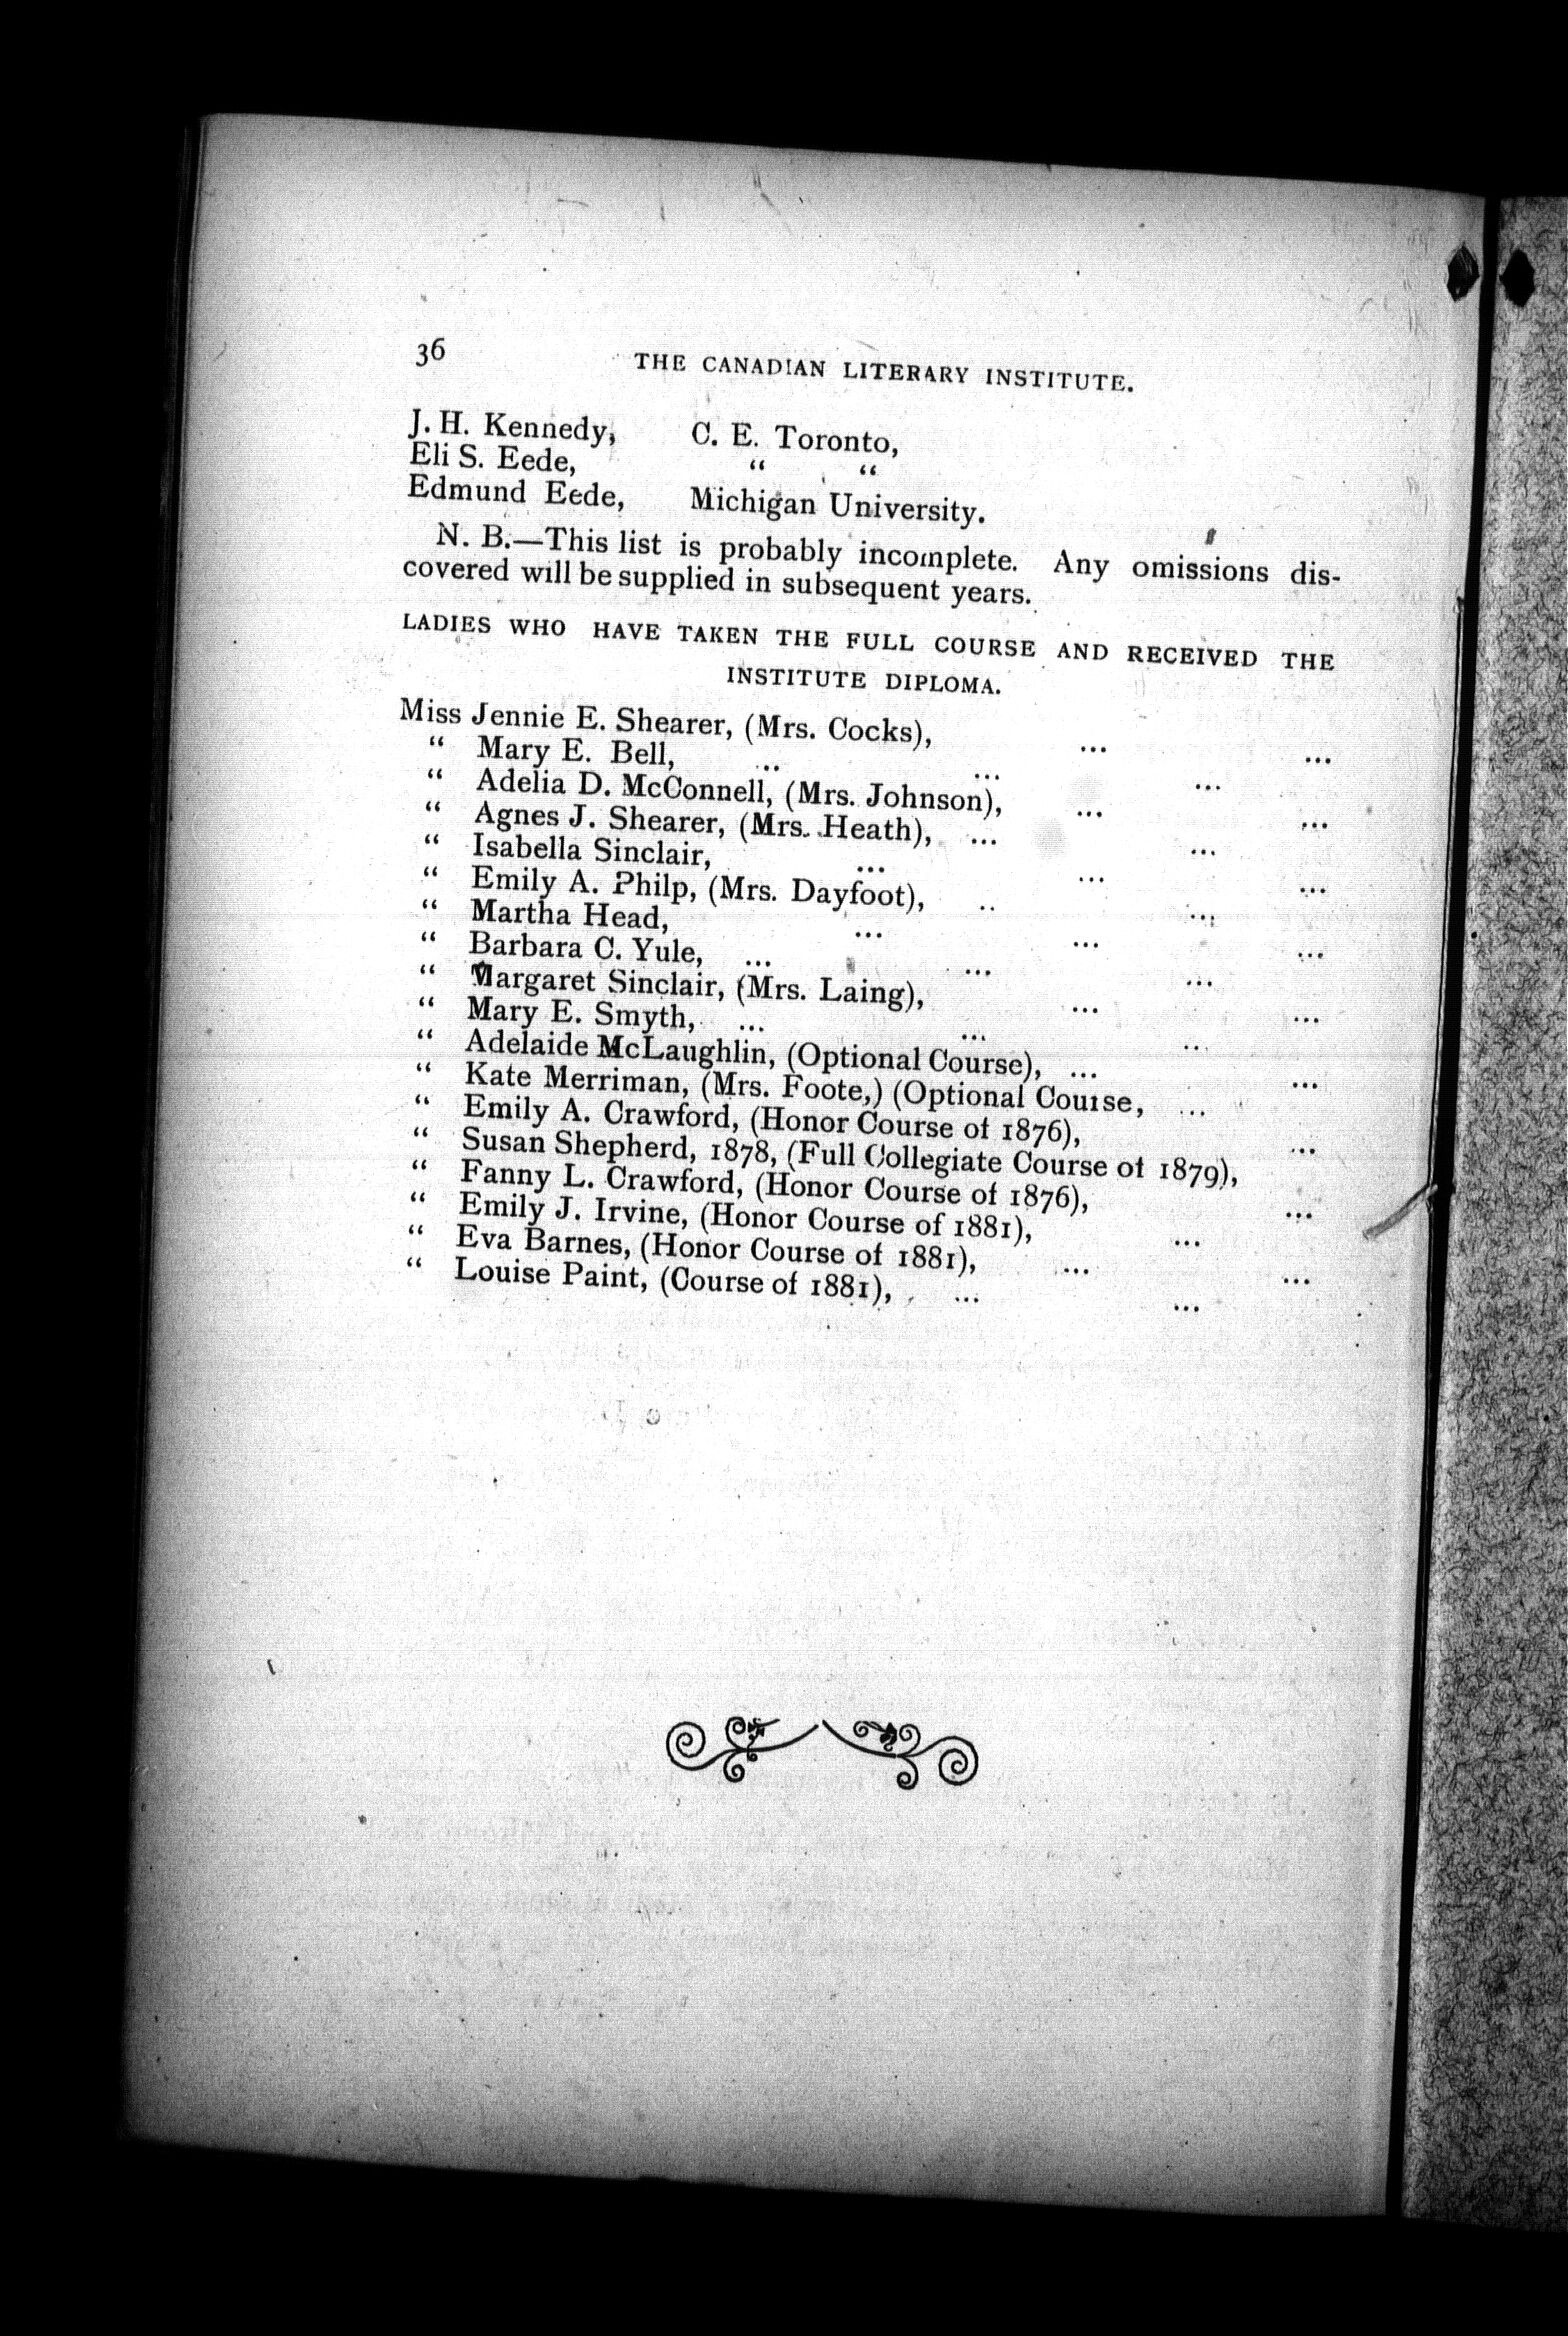 36 THE CANADIAN LITERARY INSTITUTE.
J. H. Kennedy, C. E. Toronto,
Eli S. Eede, “ “
Edmund Eede, Michigan University.
N. B.—This list is probably incomplete. Any omissions dis-
covered will be supplied in subsequent years.
LADIES WHO HAVE TAKEN THE FULL COURSE AND RECEIVED THE
INSTITUTE DIPLOMA.
Miss Jennie E. Shearer, (Mrs. Cocks), ... ...
“ Mary E. Bell, ... ... ...
“ Adelia D. McConnell, (Mrs. Johnson), ... ...
“ Agnes J. Shearer, (Mrs. Heath), ... ...
“ Isabella Sinclair, ... ... ...
“ Emily A. Philp, (Mrs. Dayfoot), .. ...
“ Martha Head, ... ... ...
“ Barbara C. Yule, ... ... ...
“ Margaret Sinclair, (Mrs. Laing), ... ...
“ Mary E. Smyth, ... ... ...
“ Adelaide McLaughlin, (Optional Course), ... ...
“ Kate Merriman, (Mrs. Foote,) (Optional Course, ...
“ Emily A. Crawford, (Honor Course of 1876), ...
“ Susan Shepherd, 1878, (Full Collegiate Course of 1879),
“ Fanny L. Crawford, (Honor Course of 1876), ...
“ Emily J. Irvine, (Honor Course of 1881), ...
“ Eva Barnes, (Honor Course of 1881), ... ...
“ Louise Paint, (Course of 1881), ... ...